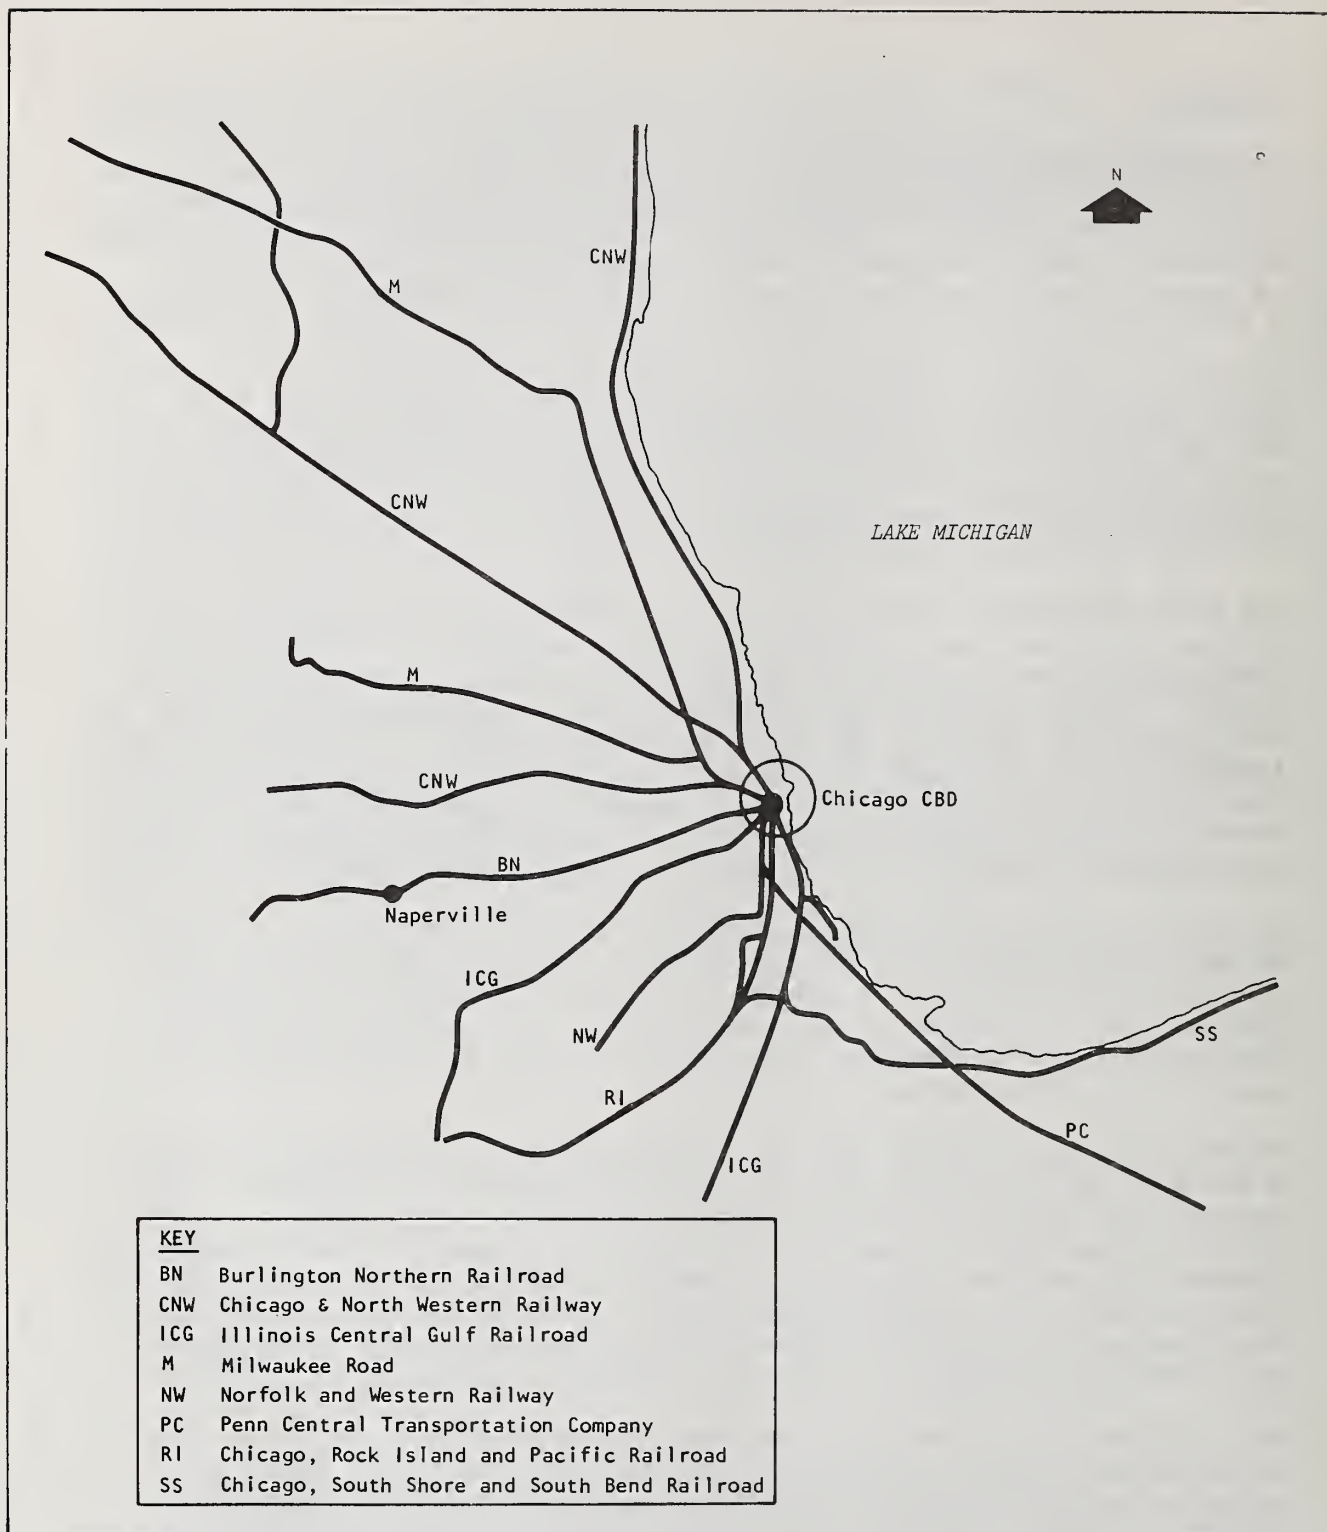 N
CNW
M
CNW
LAKE MICHIGAN
M
CNW
Chicago CBD
BN
Naperville
ICG
NW
SS
RI
PC
ICG
KEY
BN Burlington Northern Railroad
CNW Chicago & North Western Railway
ICG Illinois Central Gulf Railroad
M Milwaukee Road
NW Norfolk and Western Railway
PC Penn Central Transportation Company
RI Chicago, Rock Island and Pacific Railroad
SS Chicago, South Shore and South Bend Railroad